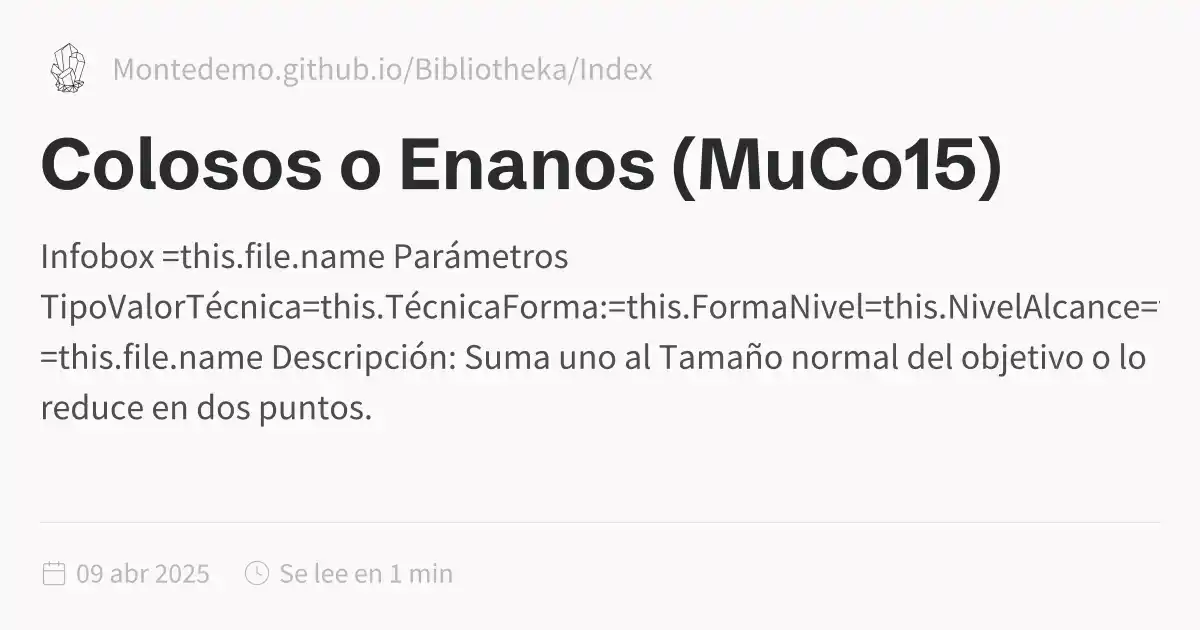 Montedemo.github.io/Bibliotheka/Index
Colosos o Enanos (MuCo15)
Infobox =this.file.name Parámetros
TipoValorTécnica=this.TécnicaForma:=this.FormaNivel=this.NivelAlcance=
=this.file.name Descripción: Suma uno al Tamaño normal del objetivo o lo
reduce en dos puntos.
09 abr 2025 Se lee en 1 min